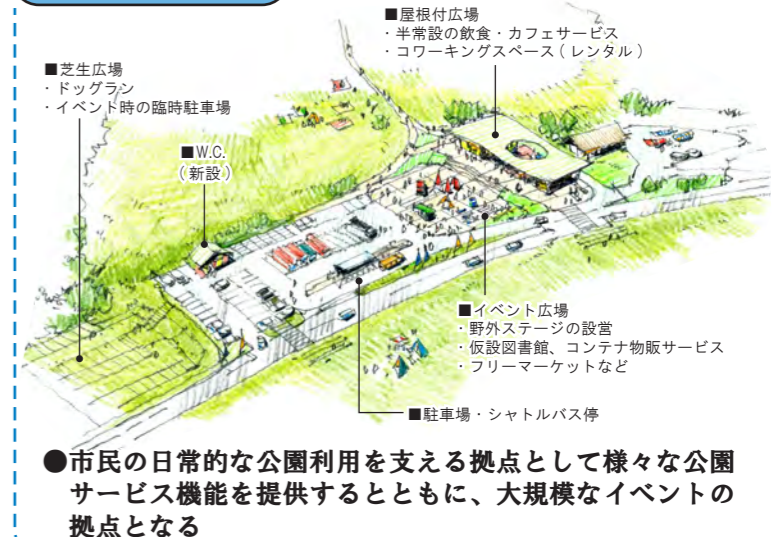 ■屋根付広場
・半常設の飲食・カフェサービス
・コワーキングスペース(レンタル)
■芝生広場
・ドッグラン
・イベント時の臨時駐車場
■W.C.
(新設)
■イベント広場
・野外ステージの設営
・仮設図書館、コンテナ物販サービス
・フリーマーケットなど
■駐車場・シャトルバス停
●市民の日常的な公園利用を支える拠点として様々な公園
サービス機能を提供するとともに、大規模なイベントの
拠点となる